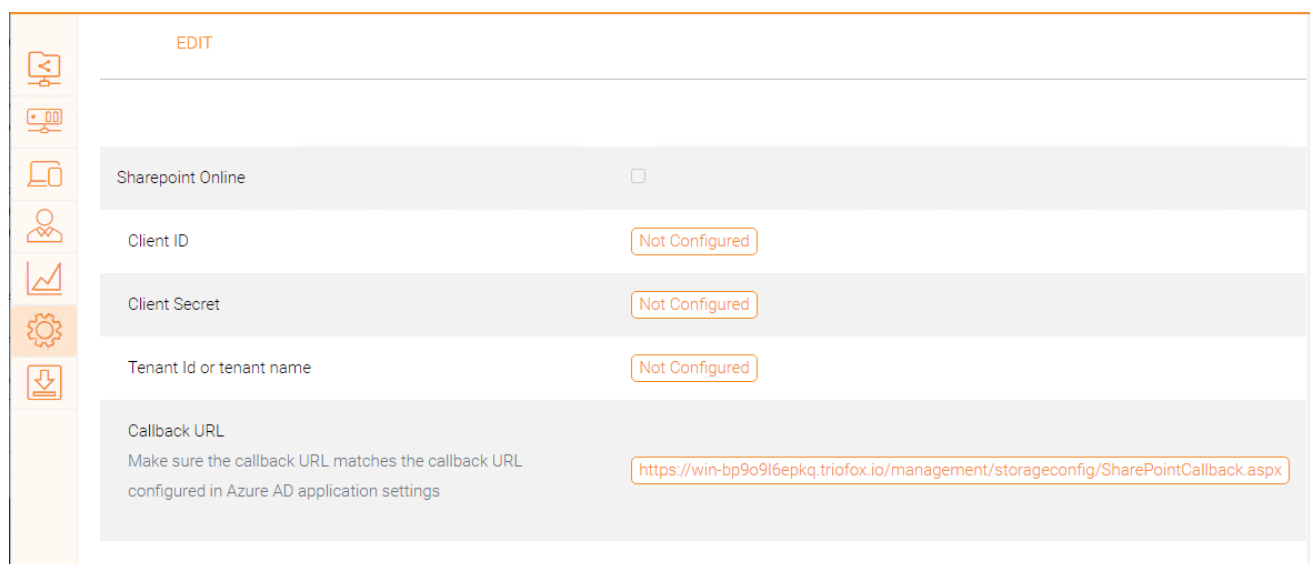 EDIT
Sharepoint Online
Client ID
Not Configured
Client Secret
Not Configured
Tenant Id or tenant name
Not Configured
Callback URL
Make sure the callback URL matches the callback URL
configured in Azure AD application settings
https://win-bp9o9l6epkq.triofox.io/management/storageconfig/SharePointCallback.aspx